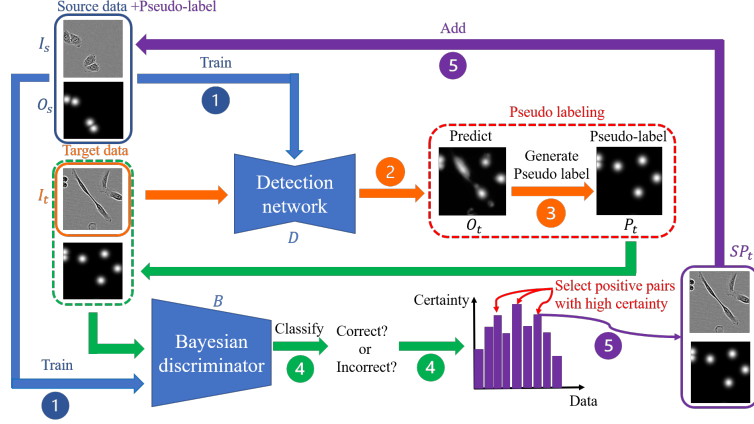 Source data +Pseudo-label
I_s
O_s
Train
1
Add
5
Target data
I_t
Detection
network
D
2
Pseudo labeling
Predict
O_t
Generate
Pseudo label
3
Pseudo-label
P_t
SP_t
B
Bayesian
discriminator
Train
1
Classify
4
Correct?
or
Incorrect?
4
Certainty
Select positive pairs
with high certainty
5
Data